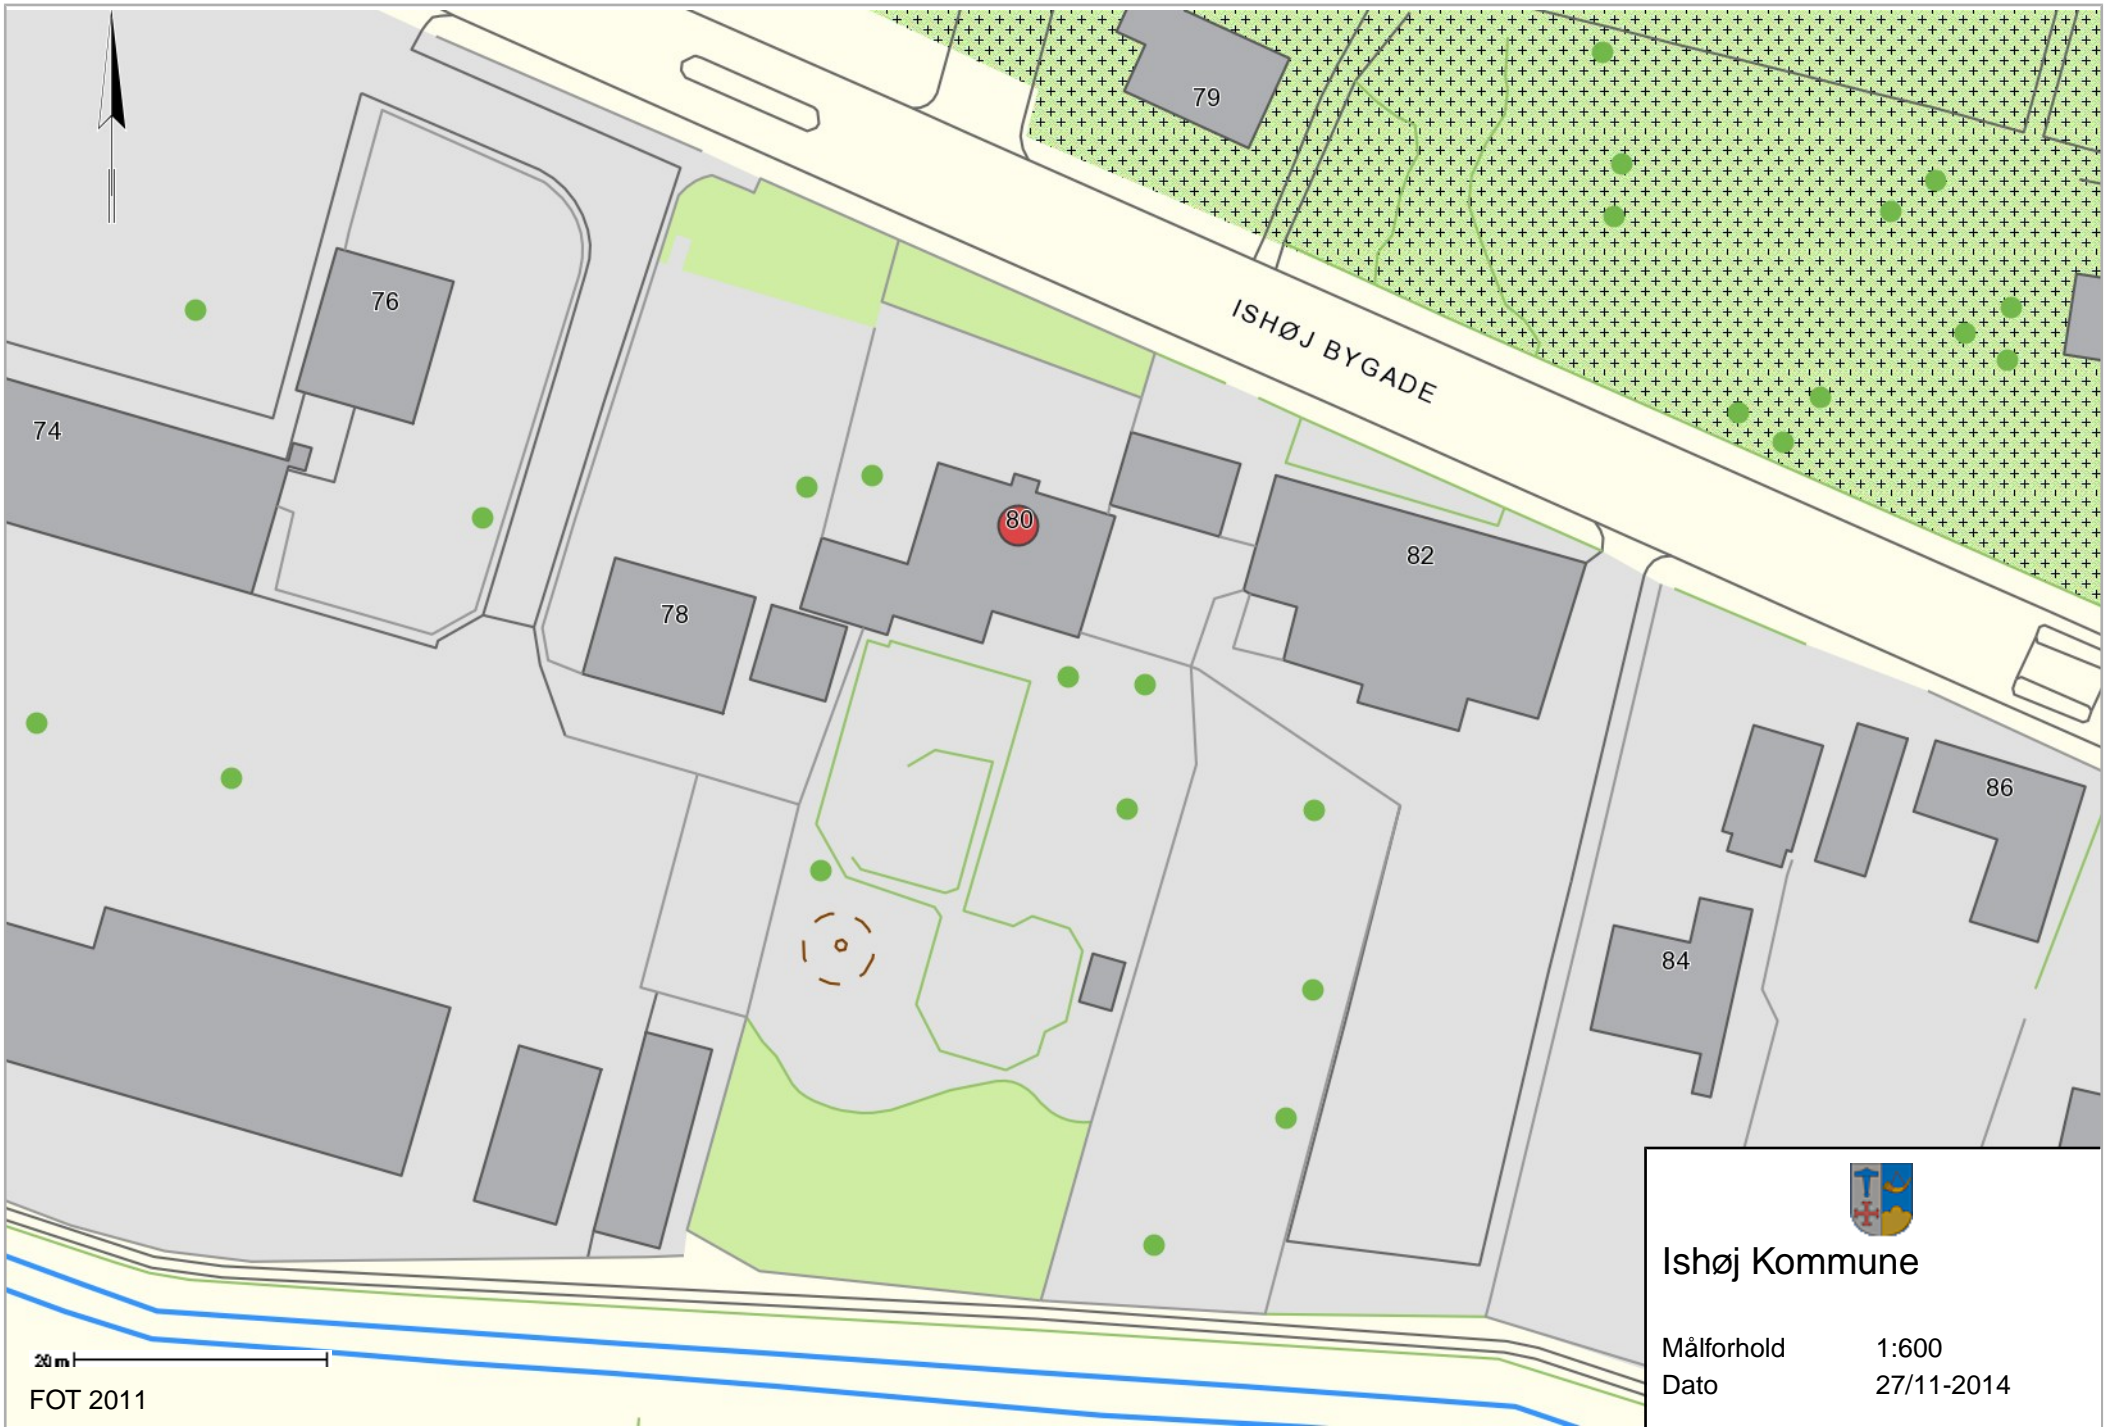 79
76
ISHØJ BYGADE
74
80
82
78
86
84
Ishøj Kommune
Målforhold 1:600
Dato 27/11-2014
20 m
FOT 2011